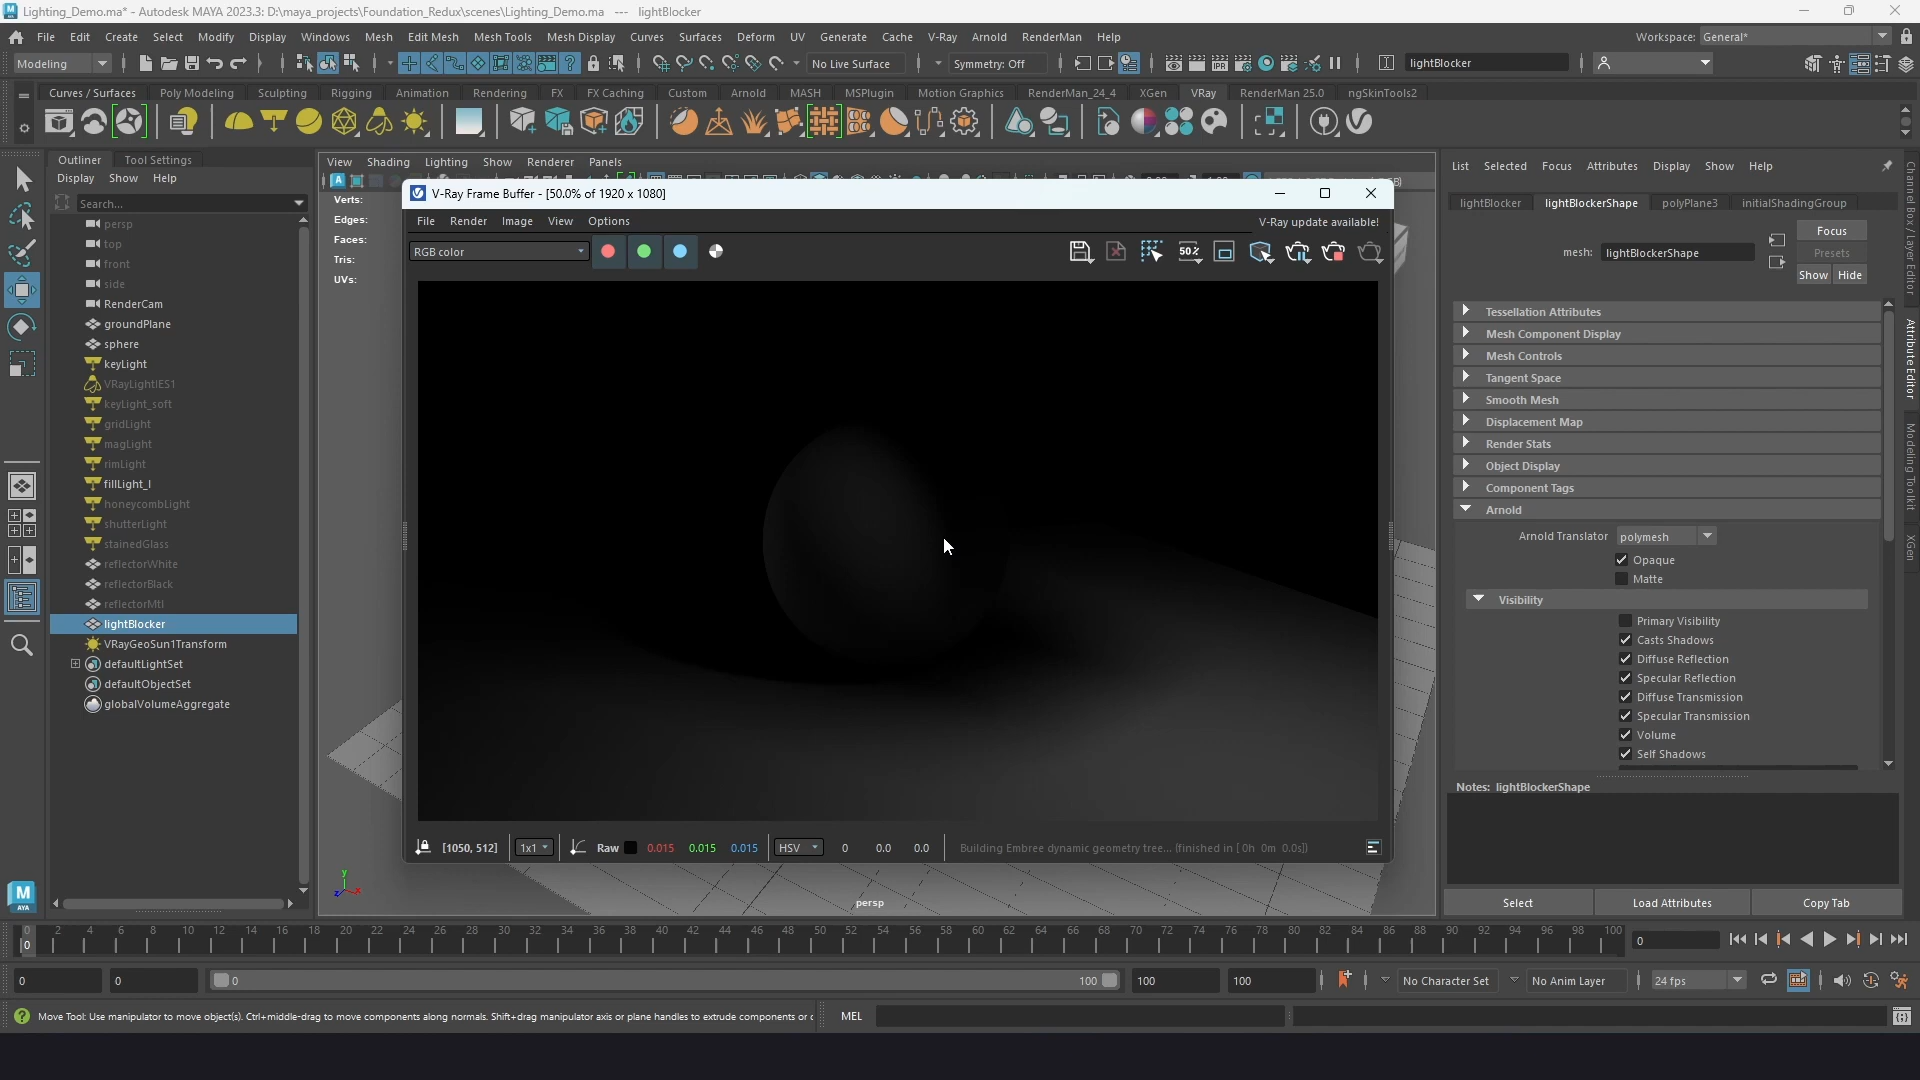 Lighting_Demo.ma* - Autodesk MAYA 2023.3: D:\maya_projects\Foundation_Redux\scenes\Lighting_Demo.ma --- lightBlocker
File Edit Create Select Modify Display Windows Mesh Edit Mesh Mesh Tools Mesh Display Curves Surfaces Deform UV Generate Cache V-Ray Arnold RenderMan Help
Workspace: General*
Modeling
No Live Surface
Symmetry: Off
lightBlocker
Curves / Surfaces Poly Modeling Sculpting Rigging Animation Rendering FX FX Caching Custom Arnold MASH MSPlugin Motion Graphics RenderMan_24_4 XGen VRay RenderMan 25.0 ngSkinTools2
Outliner Tool Settings
Display Show Help
Search...
persp
top
front
side
RenderCam
groundPlane
sphere
keyLight
VRayLightIES1
keyLight_soft
gridLight
magLight
rimLight
fillLight_l
honeycombLight
shutterLight
stainedGlass
reflectorWhite
reflectorBlack
reflectorMtl
lightBlocker
VRayGeoSun1Transform
defaultLightSet
defaultObjectSet
globalVolumeAggregate
View Shading Lighting Show Renderer Panels
Verts:
Edges:
Faces:
Tris:
UVs:
V-Ray Frame Buffer - [50.0% of 1920 x 1080]
File Render Image View Options
V-Ray update available!
RGB color
50%
[1050, 512] 1x1 Raw 0.015 0.015 0.015 HSV 0 0.0 0.0 Building Embree dynamic geometry tree... (finished in [ 0h 0m 0.0s])
y
z x
persp
List Selected Focus Attributes Display Show Help
lightBlocker lightBlockerShape polyPlane3 initialShadingGroup
mesh: lightBlockerShape
Focus
Presets
Show Hide
Tessellation Attributes
Mesh Component Display
Mesh Controls
Tangent Space
Smooth Mesh
Displacement Map
Render Stats
Object Display
Component Tags
Arnold
Arnold Translator polymesh
Opaque
Matte
Visibility
Primary Visibility
Casts Shadows
Diffuse Reflection
Specular Reflection
Diffuse Transmission
Specular Transmission
Volume
Self Shadows
Notes: lightBlockerShape
Select Load Attributes Copy Tab
Channel Box / Layer Editor
Attribute Editor
Modeling Toolkit
XGen
0 2 4 6 8 10 12 14 16 18 20 22 24 26 28 30 32 34 36 38 40 42 44 46 48 50 52 54 56 58 60 62 64 66 68 70 72 74 76 78 80 82 84 86 88 90 92 94 96 98 100
0
0
0 0 0 100 100 100 No Character Set No Anim Layer 24 fps
Move Tool: Use manipulator to move object(s). Ctrl+middle-drag to move components along normals. Shift+drag manipulator axis or plane handles to extrude components or
MEL